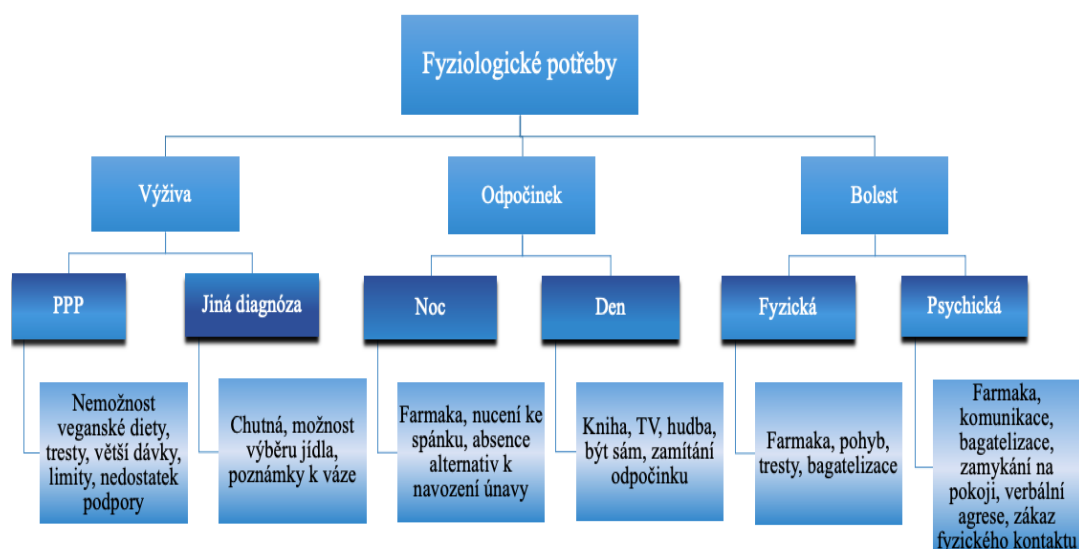 Fyziologické potřeby
Výživa
Odpočinek
Bolest
PPP
Jiná diagnóza
Noc
Den
Fyzická
Psychická
Nemožnost
veganské diety,
tresty, větší dávky,
limity, nedostatek
podpory
Chutná, možnost
výběru jídla,
poznámky k váze
Farmaka, nucení ke
spánku, absence
alternativ k
navození únavy
Kniha, TV, hudba,
být sám, zamítání
odpočinku
Farmaka, pohyb,
tresty, bagatelizace
Farmaka,
komunikace,
bagatelizace,
zamykání na
pokoji, verbální
agrese, zákaz
fyzického kontaktu